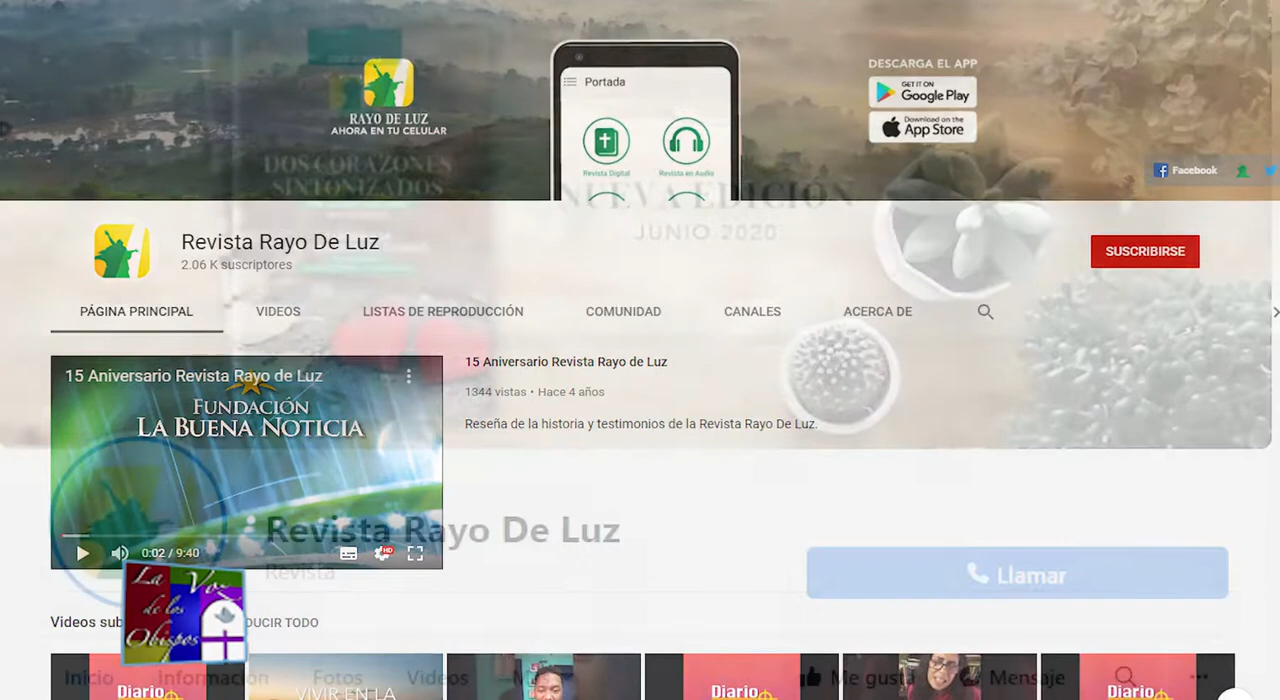 DESCARGA EL APP
GET IT ON
Google Play
Download on the
App Store
RAYO DE LUZ
AHORA EN TU CELULAR
Portada
Revista Digital
Revista en Audio
DOS CORAZONES
SINTONIZADOS
Facebook
NUEVA EDICIÓN
JUNIO 2020
Revista Rayo De Luz
2.06 K suscriptores
SUSCRIBIRSE
PÁGINA PRINCIPAL
VIDEOS
LISTAS DE REPRODUCCIÓN
COMUNIDAD
CANALES
ACERCA DE
15 Aniversario Revista Rayo de Luz
FUNDACIÓN
LA BUENA NOTICIA
0:02 / 9:40
HD
15 Aniversario Revista Rayo de Luz
1344 vistas • Hace 4 años
Reseña de la historia y testimonios de la Revista Rayo De Luz.
Revista Rayo De Luz
Revista
Llamar
La Voz
de los
Obispos
Videos sub
DUCIR TODO
Inicio
Información
Fotos
Videos
Me gusta
Mensaje
Diario
VIVIR EN LA
Diario
Diario